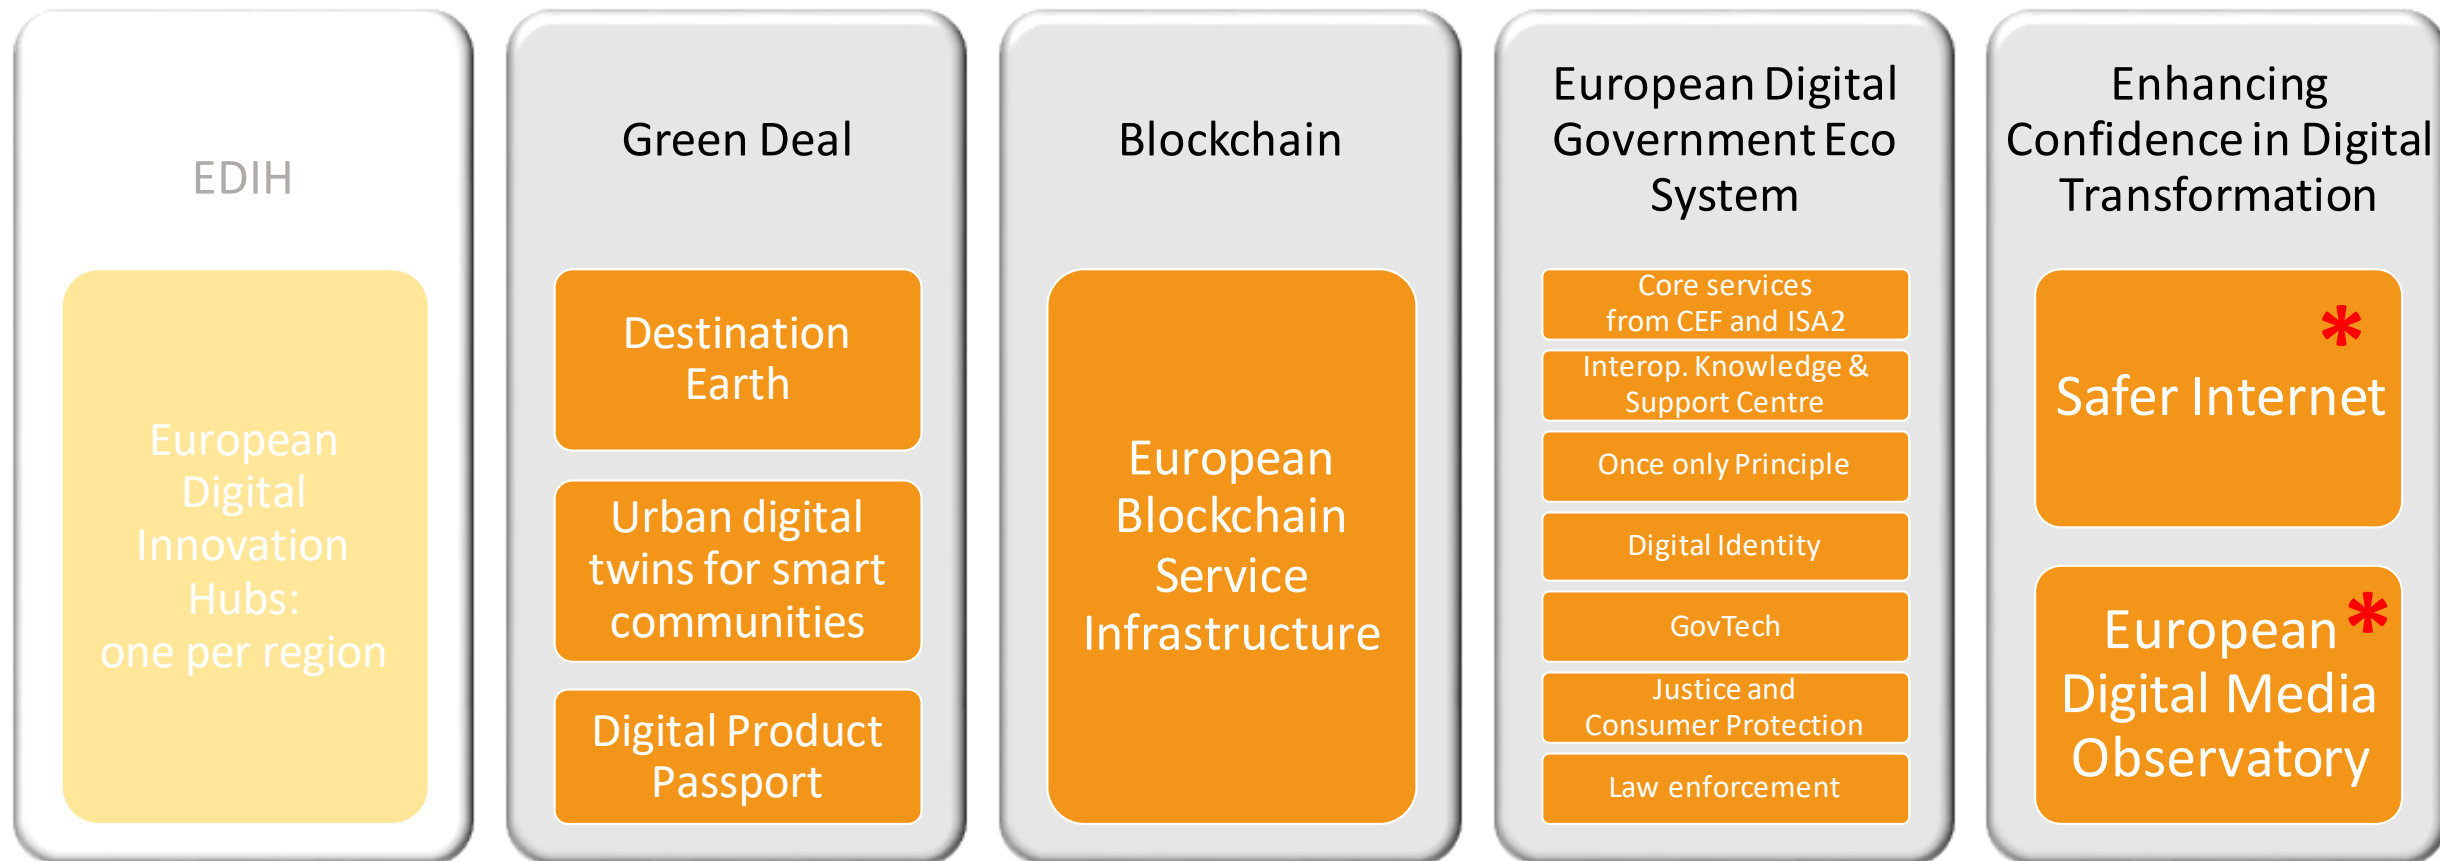 EDIH
European
Digital
Innovation
Hubs:
one per region
Green Deal
Destination
Earth
Urban digital
twins for smart
communities
Digital Product
Passport
Blockchain
European
Blockchain
Service
Infrastructure
European Digital
Government Eco
System
Core services
from CEF and ISA2
Interop. Knowledge &
Support Centre
Once only Principle
Digital Identity
GovTech
Justice and
Consumer Protection
Law enforcement
Enhancing
Confidence in Digital
Transformation
*
Safer Internet
European *
Digital Media
Observatory